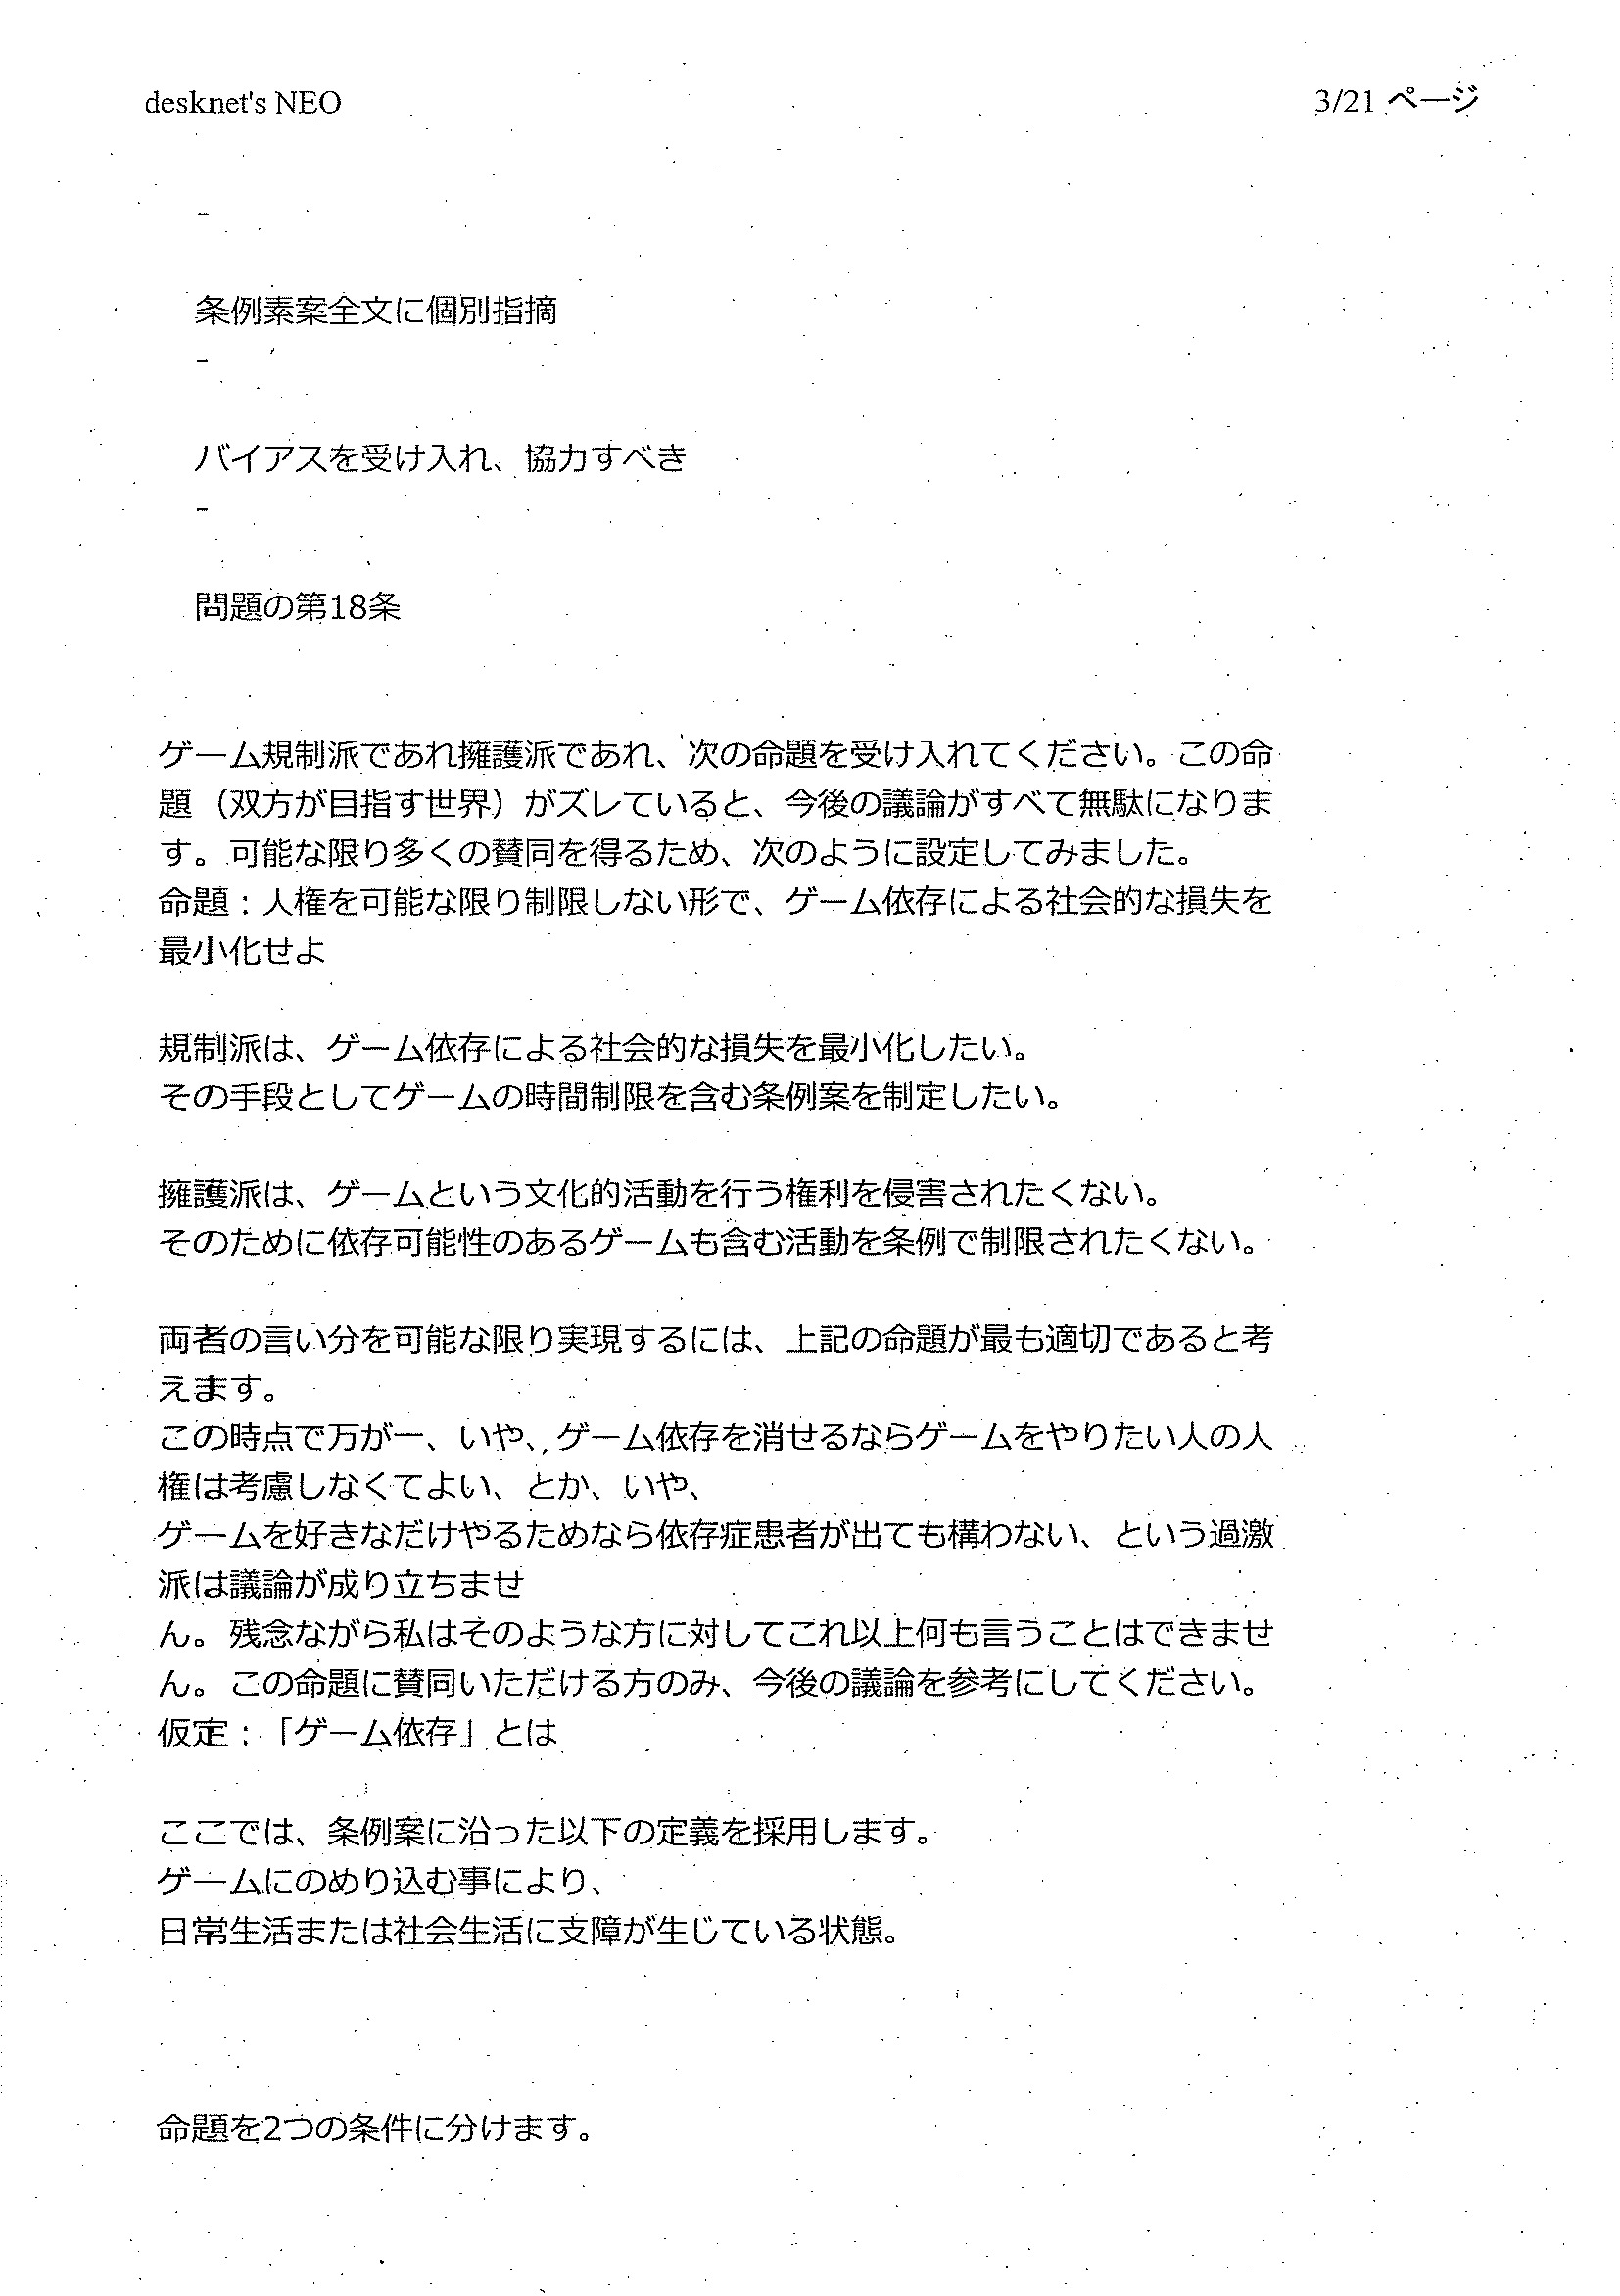 desknet's NEO
3/21 ページ
-
条例素案全文に個別指摘
-
バイアスを受け入れ、協力すべき
-
問題の第18条
ゲーム規制派であれ擁護派であれ、次の命題を受け入れてください。この命
題（双方が目指す世界）がズレていると、今後の議論がすべて無駄になりま
す。可能な限り多くの賛同を得るため、次のように設定してみました。
命題：人権を可能な限り制限しない形で、ゲーム依存による社会的な損失を
最小化せよ
規制派は、ゲーム依存による社会的な損失を最小化したい。
その手段としてゲームの時間制限を含む条例案を制定したい。
擁護派は、ゲームという文化的活動を行う権利を侵害されたくない。
そのために依存可能性のあるゲームも含む活動を条例で制限されたくない。
両者の言い分を可能な限り実現するには、上記の命題が最も適切であると考
えます。
この時点で万が一、いや、ゲーム依存を消せるならゲームをやりたい人の人
権は考慮しなくてよい、とか、いや、
ゲームを好きなだけやるためなら依存症患者が出ても構わない、という過激
派は議論が成り立ちませ
ん。残念ながら私はそのような方に対してこれ以上何も言うことはできませ
ん。この命題に賛同いただける方のみ、今後の議論を参考にしてください。
仮定：「ゲーム依存」とは
ここでは、条例案に沿った以下の定義を採用します。
ゲームにのめり込む事により、
日常生活または社会生活に支障が生じている状態。
命題を2つの条件に分けます。